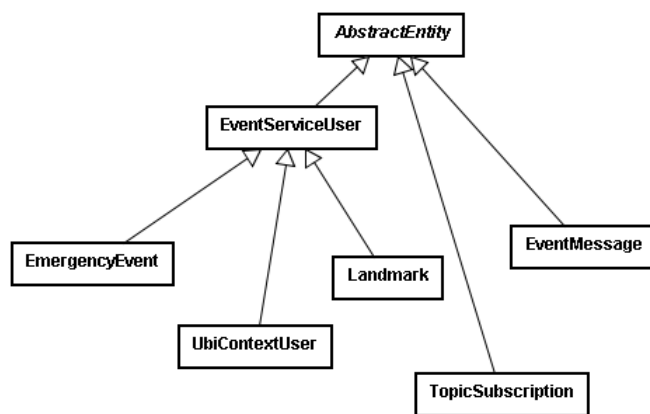 AbstractEntity
EventServiceUser
EmergencyEvent
Landmark
EventMessage
UbiContextUser
TopicSubscription